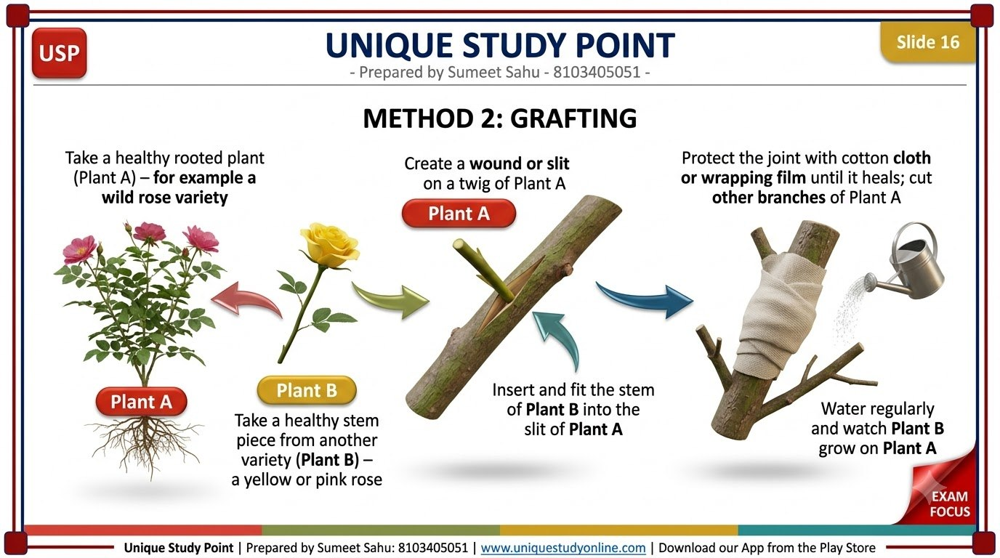 USP
UNIQUE STUDY POINT
- Prepared by Sumeet Sahu - 8103405051 -
Slide 16
METHOD 2: GRAFTING
Take a healthy rooted plant
(Plant A) – for example a
wild rose variety
Plant A
Plant B
Take a healthy stem
piece from another
variety (Plant B) –
a yellow or pink rose
Create a wound or slit
on a twig of Plant A
Plant A
Insert and fit the stem
of Plant B into the
slit of Plant A
Protect the joint with cotton cloth
or wrapping film until it heals; cut
other branches of Plant A
Water regularly
and watch Plant B
grow on Plant A
EXAM
FOCUS
Unique Study Point | Prepared by Sumeet Sahu: 8103405051 | www.uniquestudyonline.com | Download our App from the Play Store